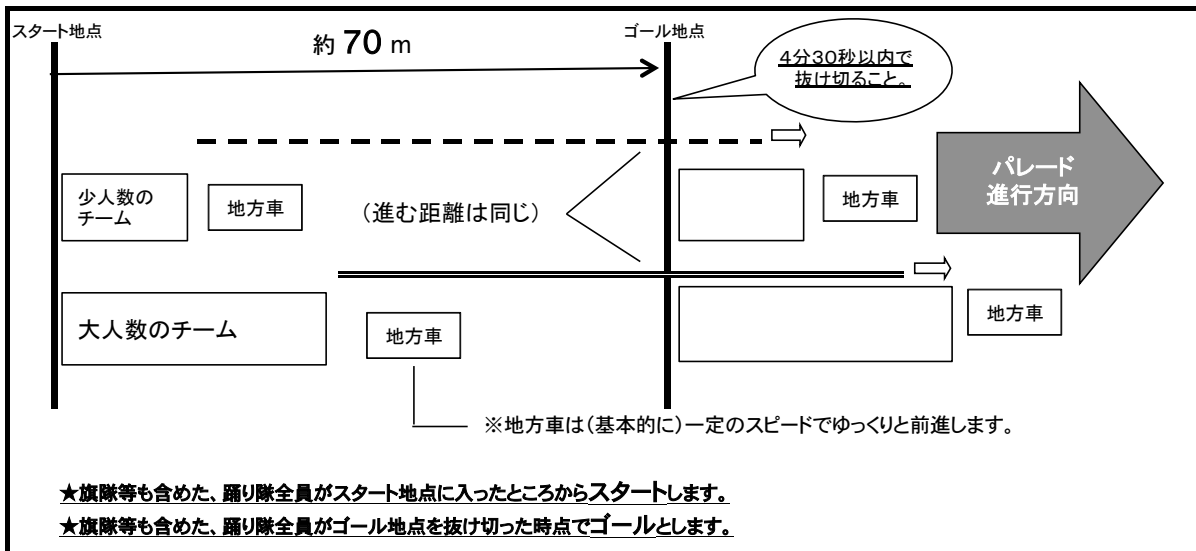 スタート地点
約 70 m
ゴール地点
4分30秒以内で
抜け切ること。
パレード
進行方向
少人数の
チーム
地方車
(進む距離は同じ)
地方車
大人数のチーム
地方車
地方車
※地方車は(基本的に)一定のスピードでゆっくりと前進します。
★旗隊等も含めた、踊り隊全員がスタート地点に入ったところからスタートします。
★旗隊等も含めた、踊り隊全員がゴール地点を抜け切った時点でゴールとします。